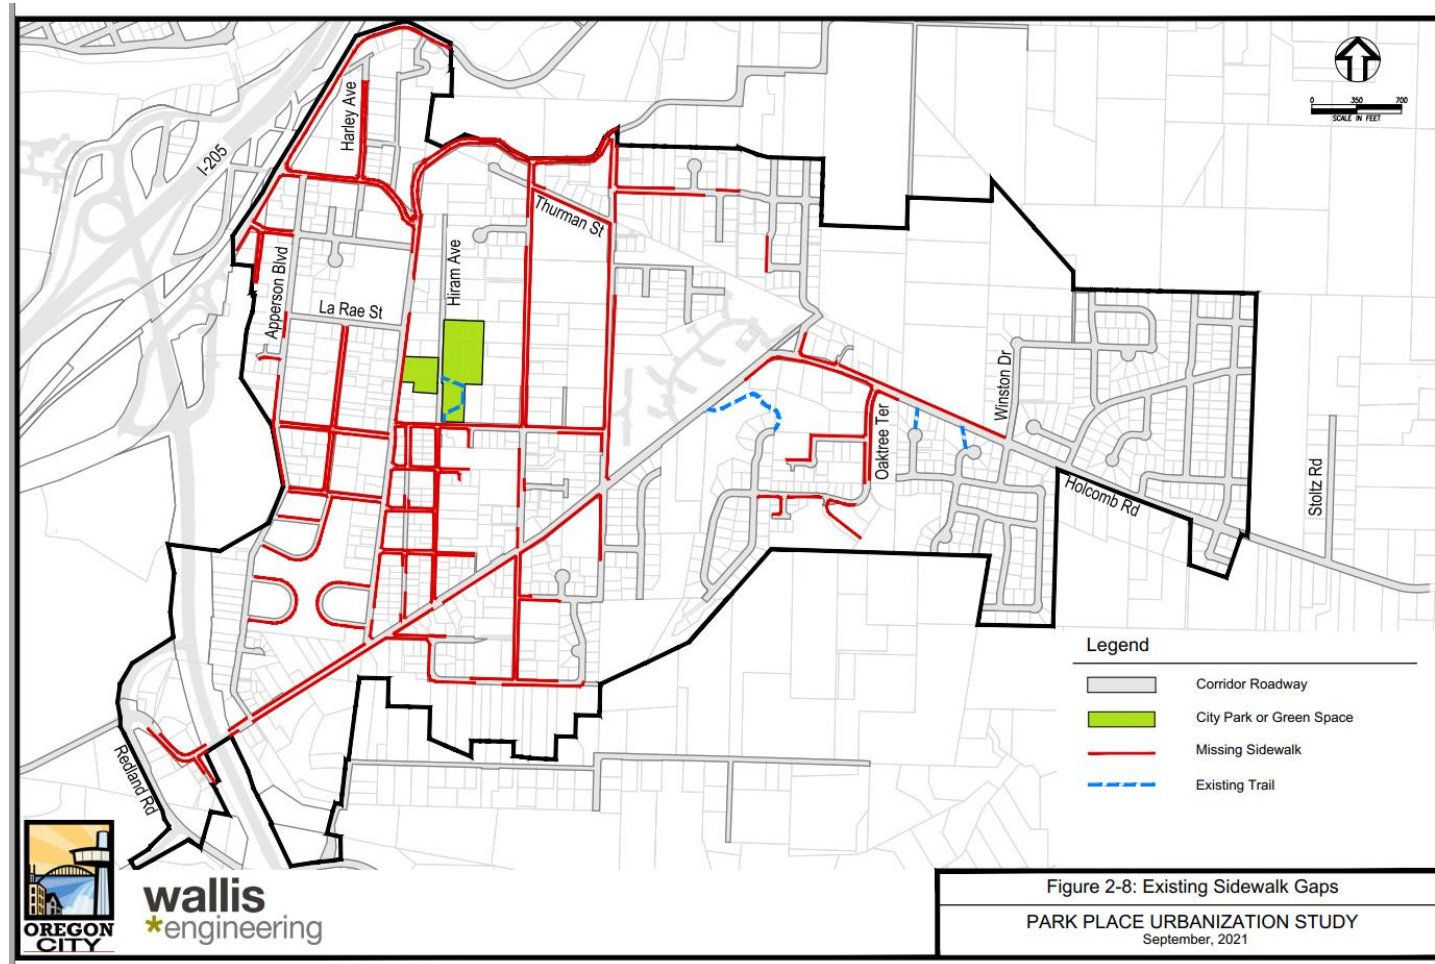 Harley Ave
I-205
0 350 700
SCALE IN FEET
Thurman St
Hiram Ave
Apperson Blvd
La Rae St
Winston Dr
Oaktree Ter
Holcomb Rd
Stoltz Rd
Redland Rd
Legend
Corridor Roadway
City Park or Green Space
Missing Sidewalk
Existing Trail
OREGON
CITY
wallis
*engineering
Figure 2-8: Existing Sidewalk Gaps
PARK PLACE URBANIZATION STUDY
September, 2021